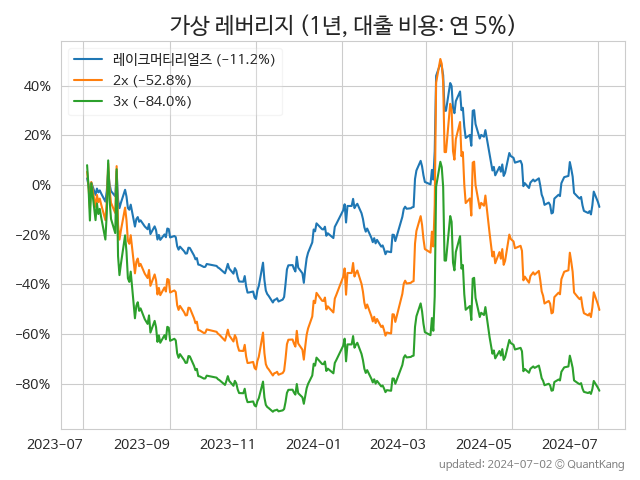 가상 레버리지 (1년, 대출 비용: 연 5%)
레이크머티리얼즈 (-11.2%)
2x (-52.8%)
3x (-84.0%)
40%
20%
0%
-20%
-40%
-60%
-80%
2023-07 2023-09 2023-11 2024-01 2024-03 2024-05 2024-07
updated: 2024-07-02 © QuantKang